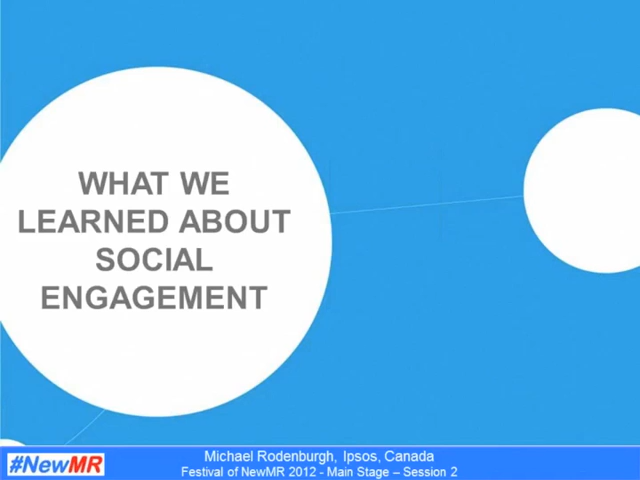 WHAT WE
LEARNED ABOUT
SOCIAL
ENGAGEMENT
#NewMR
Michael Rodenburgh, Ipsos, Canada
Festival of NewMR 2012 - Main Stage – Session 2